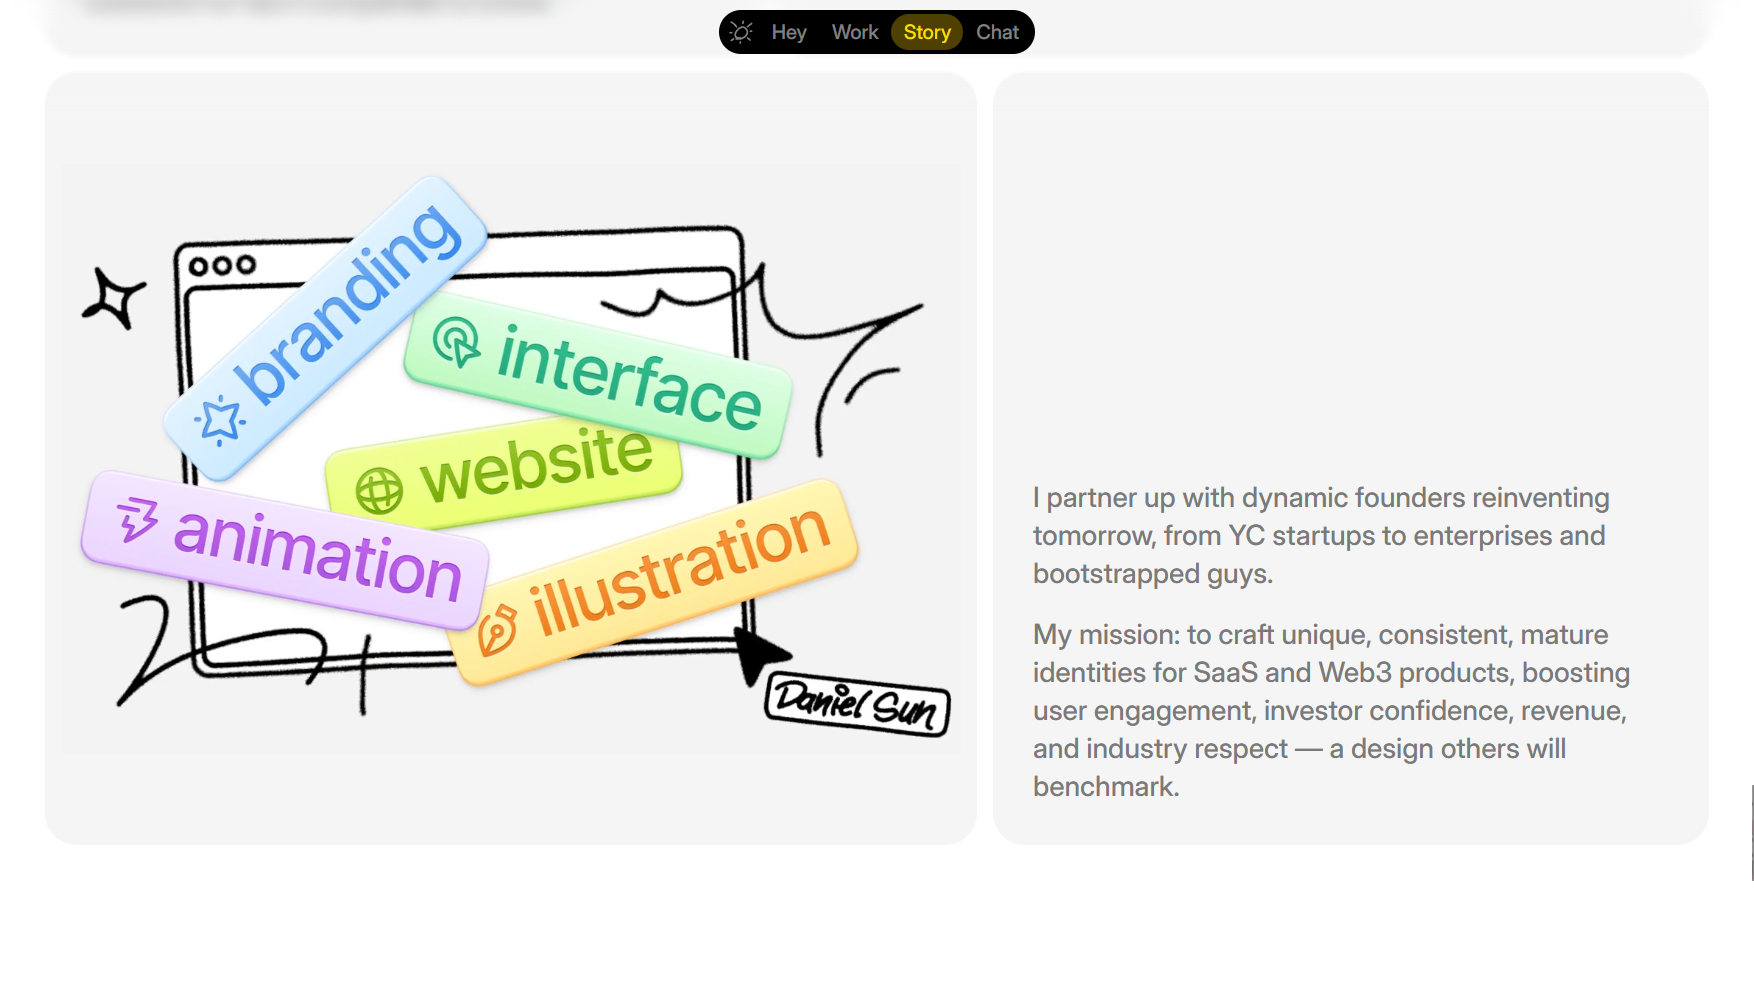 Hey Work Story Chat
branding
interface
website
animation
illustration
Daniel Sun
I partner up with dynamic founders reinventing
tomorrow, from YC startups to enterprises and
bootstrapped guys.
My mission: to craft unique, consistent, mature
identities for SaaS and Web3 products, boosting
user engagement, investor confidence, revenue,
and industry respect — a design others will
benchmark.